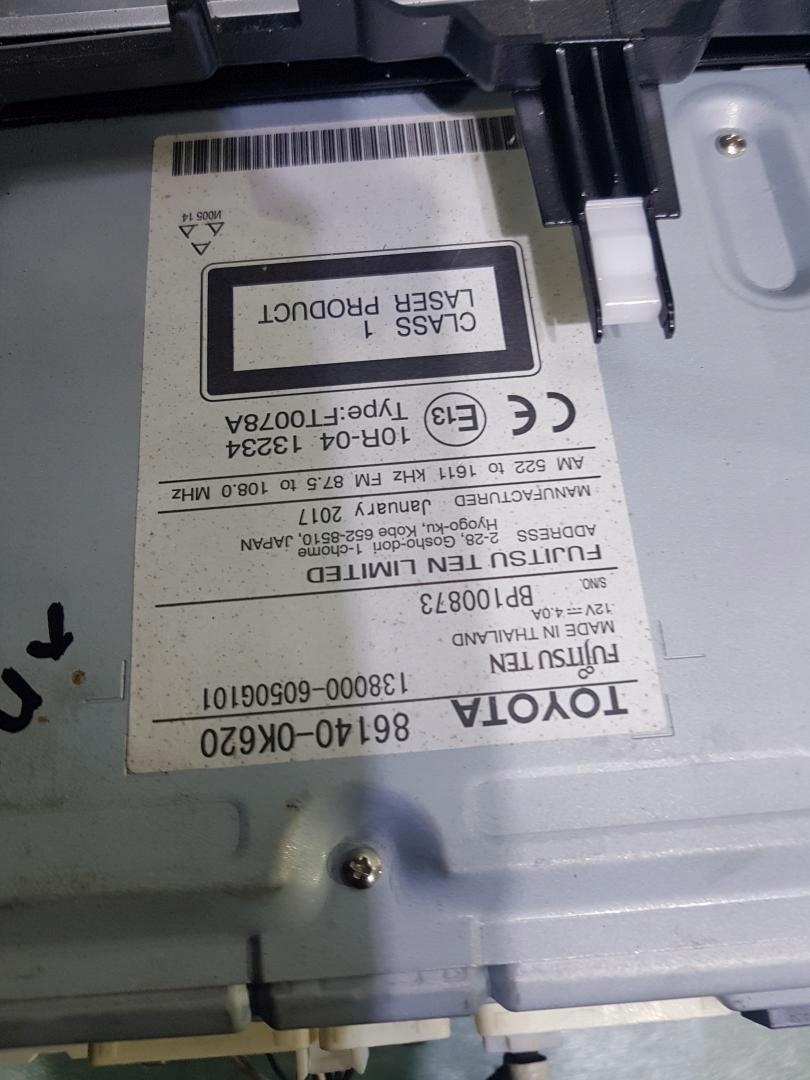 TOYOTA 86140-0K620
FUJITSU TEN 138000-6050G101
MADE IN THAILAND
12V 4.0A
S/NO. BP100873
FUJITSU TEN LIMITED
ADDRESS 2-28, Gosho-dori 1-chome
Hyogo-ku, Kobe 652-8510, JAPAN
MANUFACTURED January 2017
AM 522 to 1611 kHz FM 87.5 to 108.0 MHz
CE E13 10R-04 13234
Type:FT0078A
CLASS 1
LASER PRODUCT
И005 14